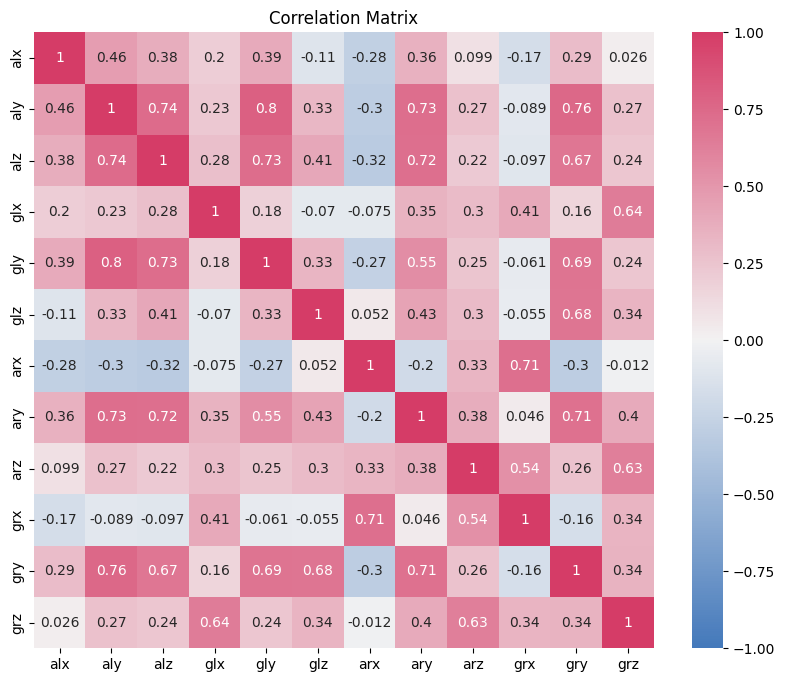 Correlation Matrix
alx 1 0.46 0.38 0.2 0.39 -0.11 -0.28 0.36 0.099 -0.17 0.29 0.026
aly 0.46 1 0.74 0.23 0.8 0.33 -0.3 0.73 0.27 -0.089 0.76 0.27
alz 0.38 0.74 1 0.28 0.73 0.41 -0.32 0.72 0.22 -0.097 0.67 0.24
glx 0.2 0.23 0.28 1 0.18 -0.07 -0.075 0.35 0.3 0.41 0.16 0.64
gly 0.39 0.8 0.73 0.18 1 0.33 -0.27 0.55 0.25 -0.061 0.69 0.24
glz -0.11 0.33 0.41 -0.07 0.33 1 0.052 0.43 0.3 -0.055 0.68 0.34
arx -0.28 -0.3 -0.32 -0.075 -0.27 0.052 1 -0.2 0.33 0.71 -0.3 -0.012
ary 0.36 0.73 0.72 0.35 0.55 0.43 -0.2 1 0.38 0.046 0.71 0.4
arz 0.099 0.27 0.22 0.3 0.25 0.3 0.33 0.38 1 0.54 0.26 0.63
grx -0.17 -0.089 -0.097 0.41 -0.061 -0.055 0.71 0.046 0.54 1 -0.16 0.34
gry 0.29 0.76 0.67 0.16 0.69 0.68 -0.3 0.71 0.26 -0.16 1 0.34
grz 0.026 0.27 0.24 0.64 0.24 0.34 -0.012 0.4 0.63 0.34 0.34 1
alx aly alz glx gly glz arx ary arz grx gry grz
1.00
0.75
0.50
0.25
0.00
−0.25
−0.50
−0.75
−1.00